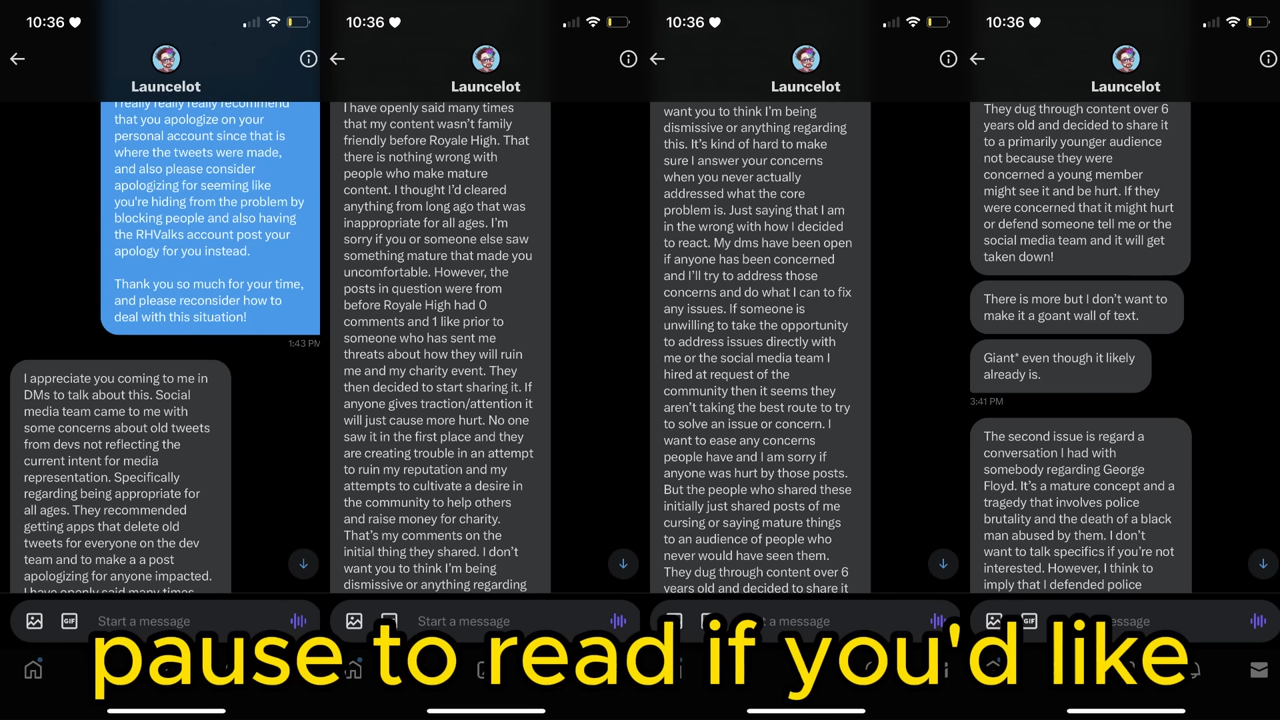 10:36
Launcelot
I really really really recommend
that you apologize on your
personal account since that is
where the tweets were made,
and also please consider
apologizing for seeming like
you're hiding from the problem by
blocking people and also having
the RHValks account post your
apology for you instead.
Thank you so much for your time,
and please reconsider how to
deal with this situation!
1:43 PM
I appreciate you coming to me in
DMs to talk about this. Social
media team came to me with
some concerns about old tweets
from devs not reflecting the
current intent for media
representation. Specifically
regarding being appropriate for
all ages. They recommended
getting apps that delete old
tweets for everyone on the dev
team and to make a a post
apologizing for anyone impacted.
I have openly said many times
GIF
Start a message
10:36
Launcelot
I have openly said many times
that my content wasn't family
friendly before Royale High. That
there is nothing wrong with
people who make mature
content. I thought I'd cleared
anything from long ago that was
inappropriate for all ages. I'm
sorry if you or someone else saw
something mature that made you
uncomfortable. However, the
posts in question were from
before Royale High had 0
comments and 1 like prior to
someone who has sent me
threats about how they will ruin
me and my charity event. They
then decided to start sharing it. If
anyone gives traction/attention it
will just cause more hurt. No one
saw it in the first place and they
are creating trouble in an attempt
to ruin my reputation and my
attempts to cultivate a desire in
the community to help others
and raise money for charity.
That's my comments on the
initial thing they shared. I don't
want you to think I'm being
dismissive or anything regarding
Start a message
10:36
Launcelot
want you to think I'm being
dismissive or anything regarding
this. It's kind of hard to make
sure I answer your concerns
when you never actually
addressed what the core
problem is. Just saying that I am
in the wrong with how I decided
to react. My dms have been open
if anyone has been concerned
and I'll try to address those
concerns and do what I can to fix
any issues. If someone is
unwilling to take the opportunity
to address issues directly with
me or the social media team I
hired at request of the
community then it seems they
aren't taking the best route to try
to solve an issue or concern. I
want to ease any concerns
people have and I am sorry if
anyone was hurt by those posts.
But the people who shared these
initially just shared posts of me
cursing or saying mature things
to an audience of people who
never would have seen them.
They dug through content over 6
years old and decided to share it
t a message
10:36
Launcelot
They dug through content over 6
years old and decided to share it
to a primarily younger audience
not because they were
concerned a young member
might see it and be hurt. If they
were concerned that it might hurt
or defend someone tell me or the
social media team and it will get
taken down!
There is more but I don't want to
make it a goant wall of text.
Giant* even though it likely
already is.
3:41 PM
The second issue is regard a
conversation I had with
somebody regarding George
Floyd. It's a mature concept and a
tragedy that involves police
brutality and the death of a black
man abused by them. I don't
want to talk specifics if you're not
interested. However, I think to
imply that I defended police
GIF
message
pause to read if you'd like